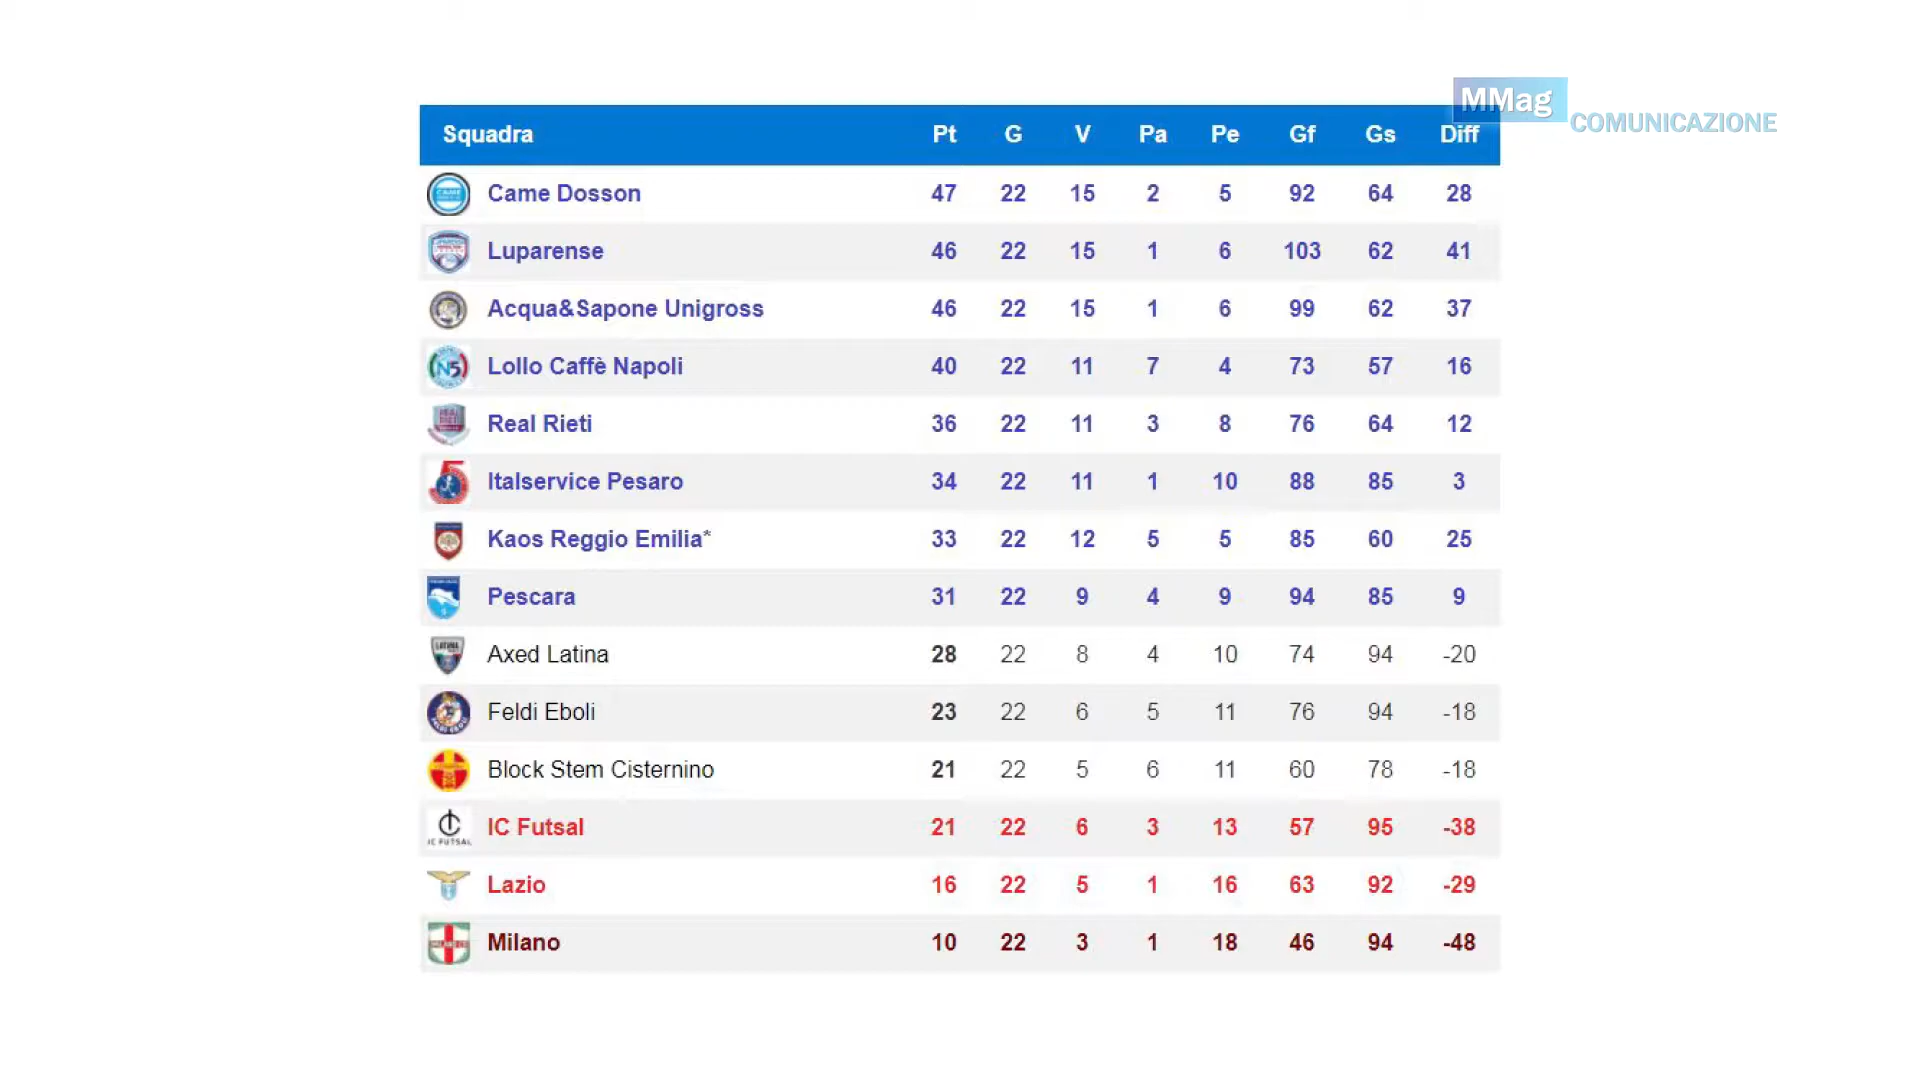 MMag
COMUNICAZIONE
Squadra Pt G V Pa Pe Gf Gs Diff
Came Dosson 47 22 15 2 5 92 64 28
Luparense 46 22 15 1 6 103 62 41
Acqua&Sapone Unigross 46 22 15 1 6 99 62 37
Lollo Caffè Napoli 40 22 11 7 4 73 57 16
Real Rieti 36 22 11 3 8 76 64 12
Italservice Pesaro 34 22 11 1 10 88 85 3
Kaos Reggio Emilia* 33 22 12 5 5 85 60 25
Pescara 31 22 9 4 9 94 85 9
Axed Latina 28 22 8 4 10 74 94 -20
Feldi Eboli 23 22 6 5 11 76 94 -18
Block Stem Cisternino 21 22 5 6 11 60 78 -18
IC FUTSAL
IC Futsal 21 22 6 3 13 57 95 -38
Lazio 16 22 5 1 16 63 92 -29
Milano 10 22 3 1 18 46 94 -48